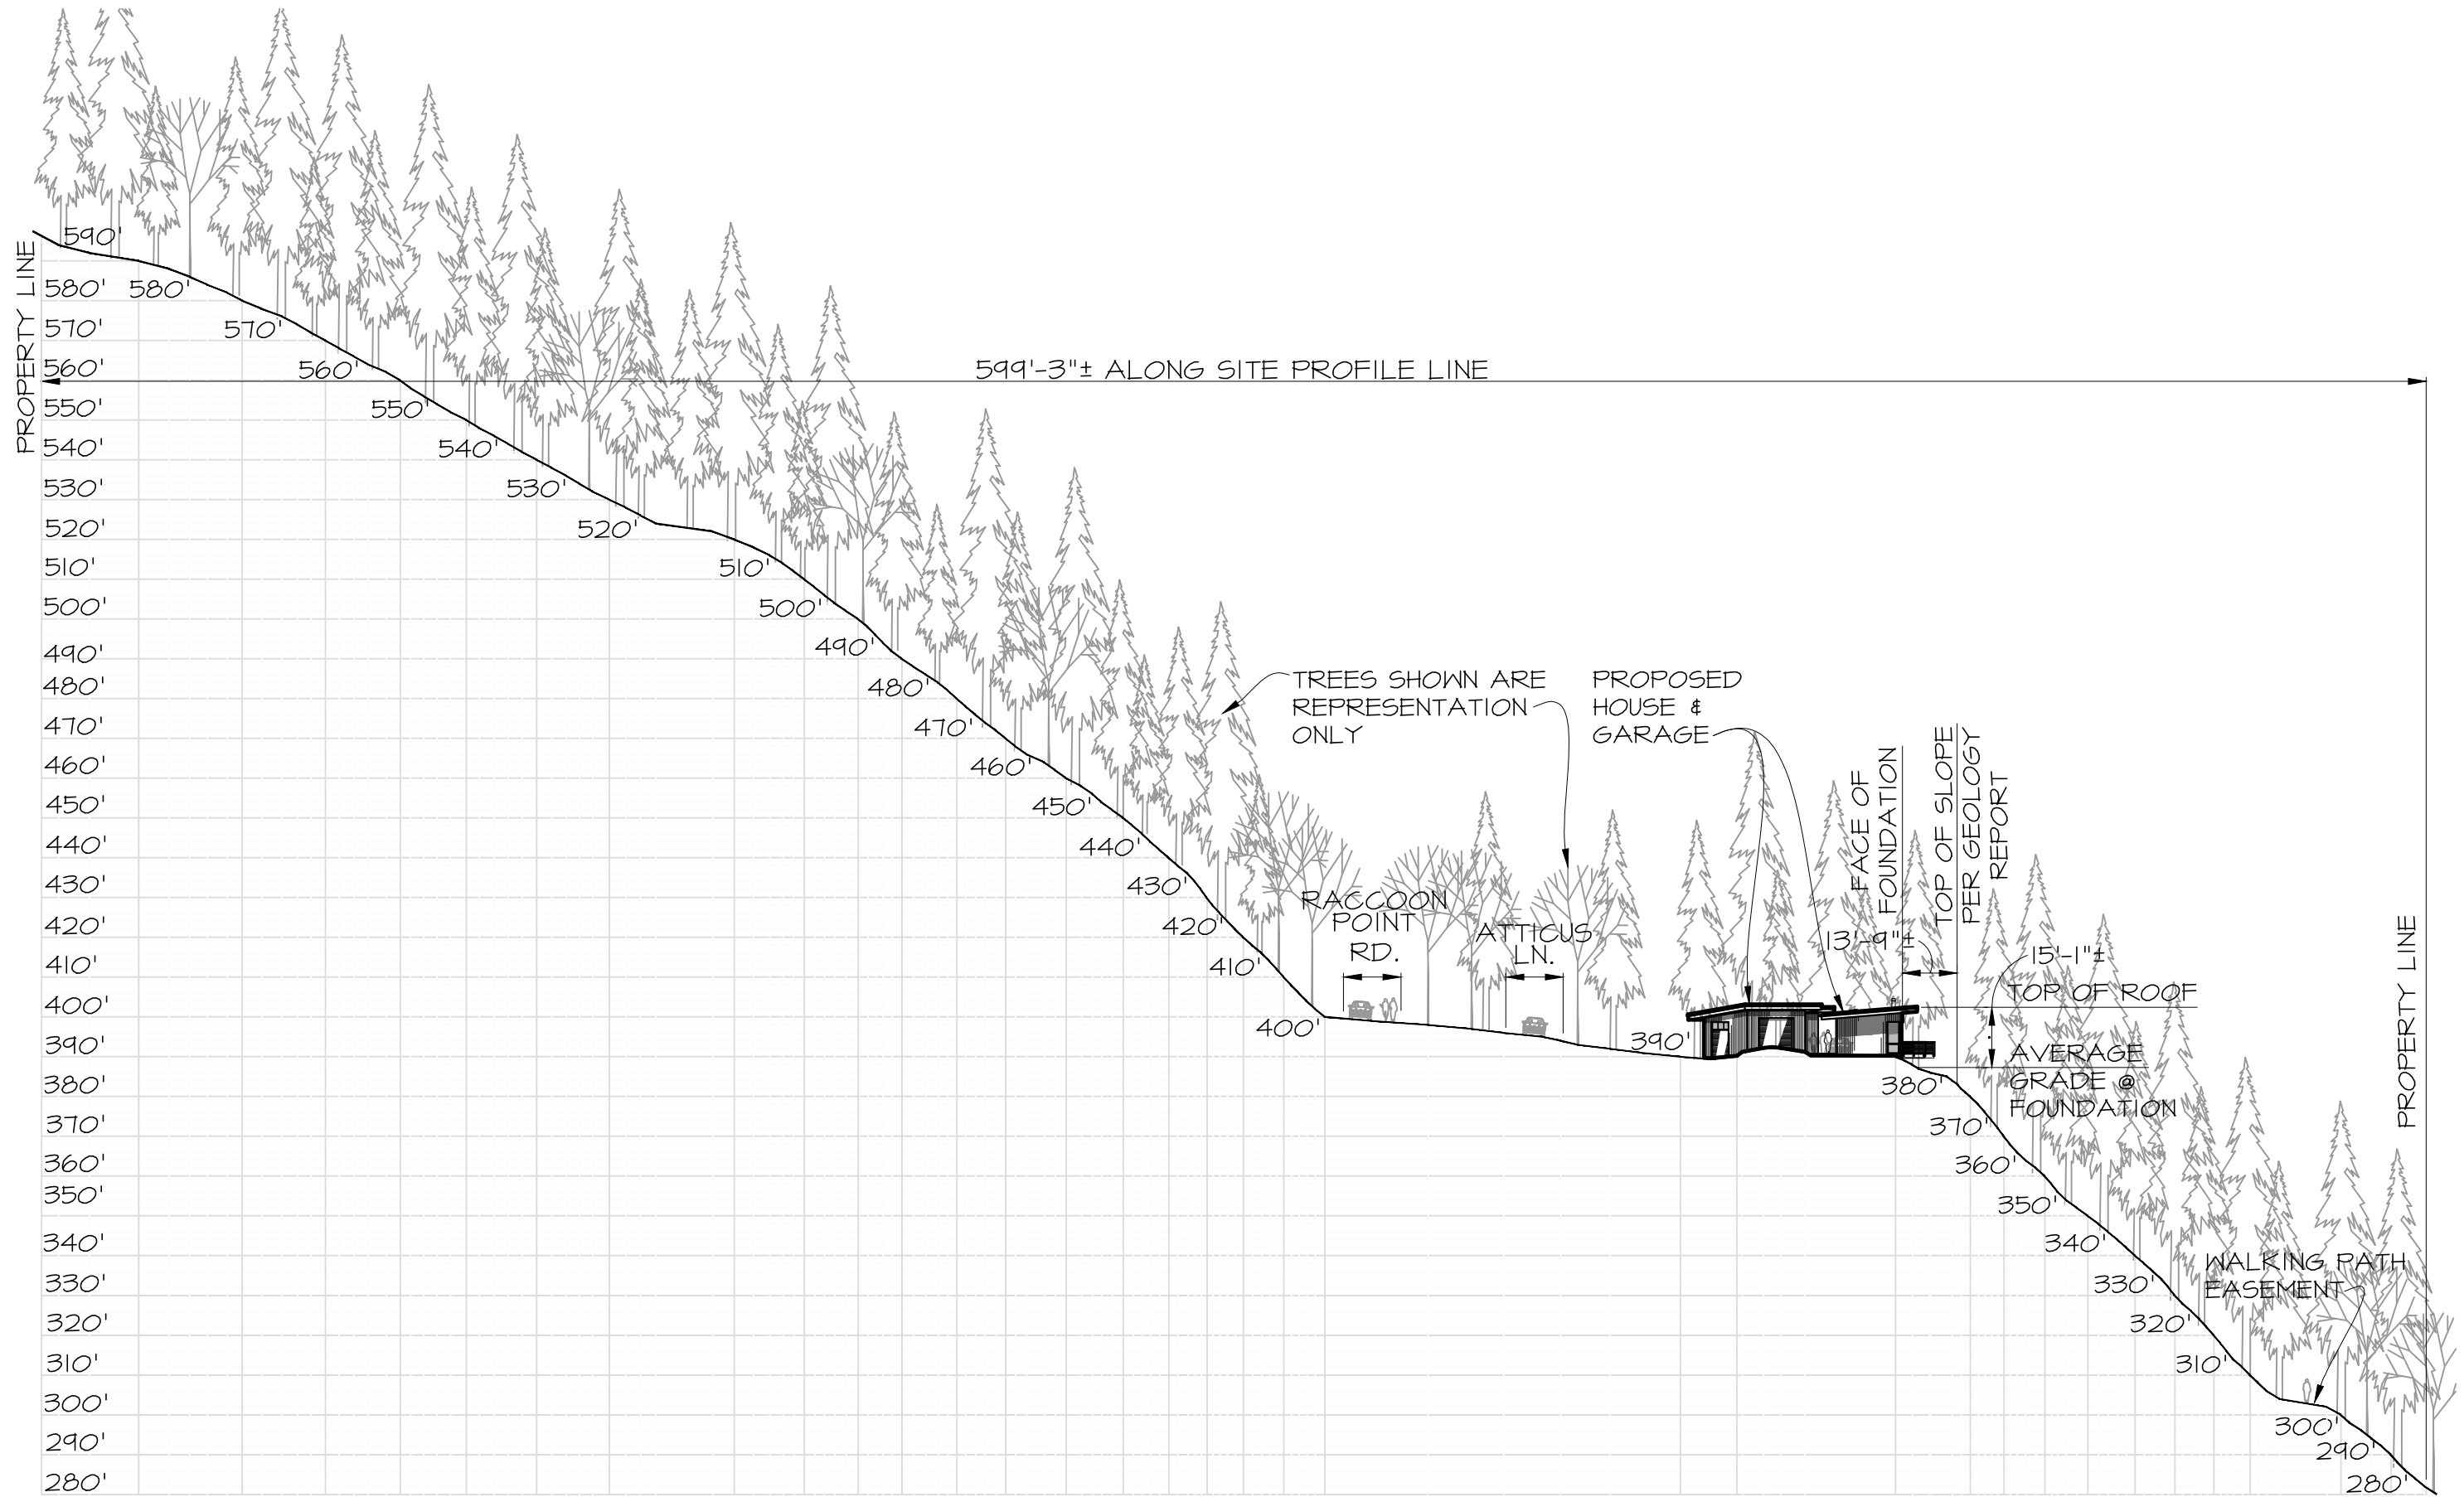 590'
PROPERTY LINE
580'
580'
570'
570'
560'
560'
599'-3"± ALONG SITE PROFILE LINE
550'
550'
540'
540'
530'
530'
520'
520'
510'
510'
500'
500'
490'
490'
480'
480'
470'
470'
460'
460'
450'
450'
440'
440'
430'
430'
420'
420'
410'
410'
400'
400'
390'
390'
380'
380'
370'
370'
360'
360'
350'
350'
340'
340'
330'
330'
320'
320'
310'
310'
300'
300'
290'
290'
280'
280'
TREES SHOWN ARE
REPRESENTATION
ONLY
PROPOSED
HOUSE &
GARAGE
RACCOON
POINT
RD.
ATTICUS
LN.
FACE OF
FOUNDATION
TOP OF SLOPE
PER GEOLOGY
REPORT
13'-9"±
15'-1"±
TOP OF ROOF
AVERAGE
GRADE @
FOUNDATION
PROPERTY LINE
WALKING PATH
EASEMENT